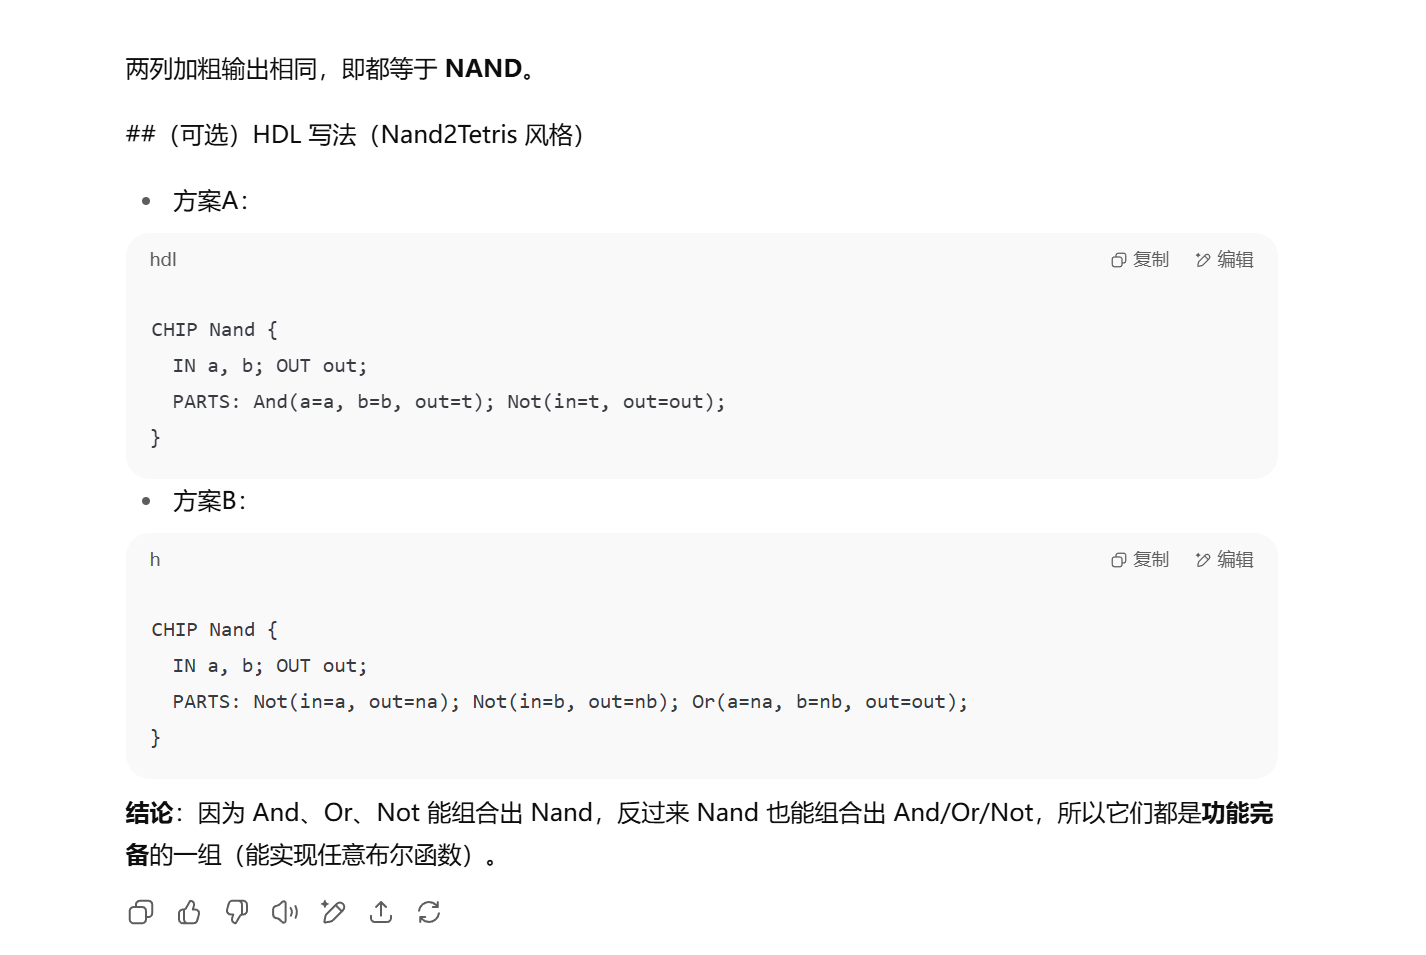 两列加粗输出相同，即都等于 NAND。
##（可选）HDL 写法（Nand2Tetris 风格）
• 方案A：
hdl 复制 编辑
CHIP Nand {
  IN a, b; OUT out;
  PARTS: And(a=a, b=b, out=t); Not(in=t, out=out);
}
• 方案B：
h 复制 编辑
CHIP Nand {
  IN a, b; OUT out;
  PARTS: Not(in=a, out=na); Not(in=b, out=nb); Or(a=na, b=nb, out=out);
}
结论：因为 And、Or、Not 能组合出 Nand，反过来 Nand 也能组合出 And/Or/Not，所以它们都是功能完
备的一组（能实现任意布尔函数）。